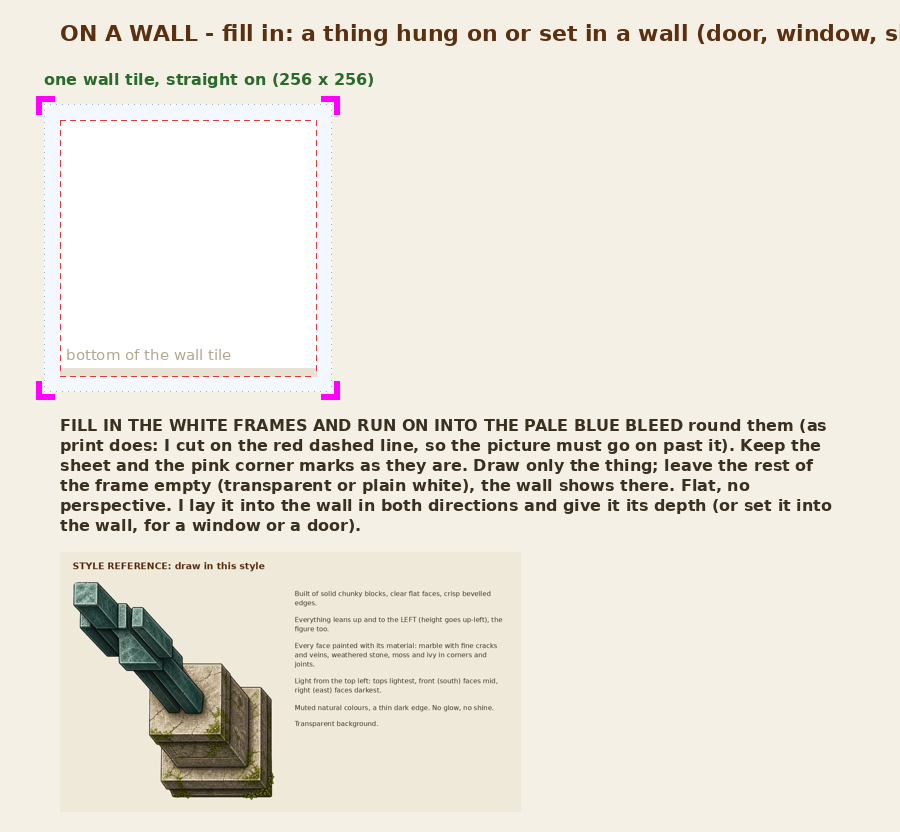 ON A WALL - fill in: a thing hung on or set in a wall (door, window,
one wall tile, straight on (256 x 256)
bottom of the wall tile
FILL IN THE WHITE FRAMES AND RUN ON INTO THE PALE BLUE BLEED round them (as
print does: I cut on the red dashed line, so the picture must go on past it). Keep the
sheet and the pink corner marks as they are. Draw only the thing; leave the rest of
the frame empty (transparent or plain white), the wall shows there. Flat, no
perspective. I lay it into the wall in both directions and give it its depth (or set it into
the wall, for a window or a door).
STYLE REFERENCE: draw in this style
Built of solid chunky blocks, clear flat faces, crisp bevelled
edges.
Everything leans up and to the LEFT (height goes up-left), the
figure too.
Every face painted with its material: marble with fine cracks
and veins, weathered stone, moss and ivy in corners and
joints.
Light from the top left: tops lightest, front (south) faces mid,
right (east) faces darkest.
Muted natural colours, a thin dark edge. No glow, no shine.
Transparent background.